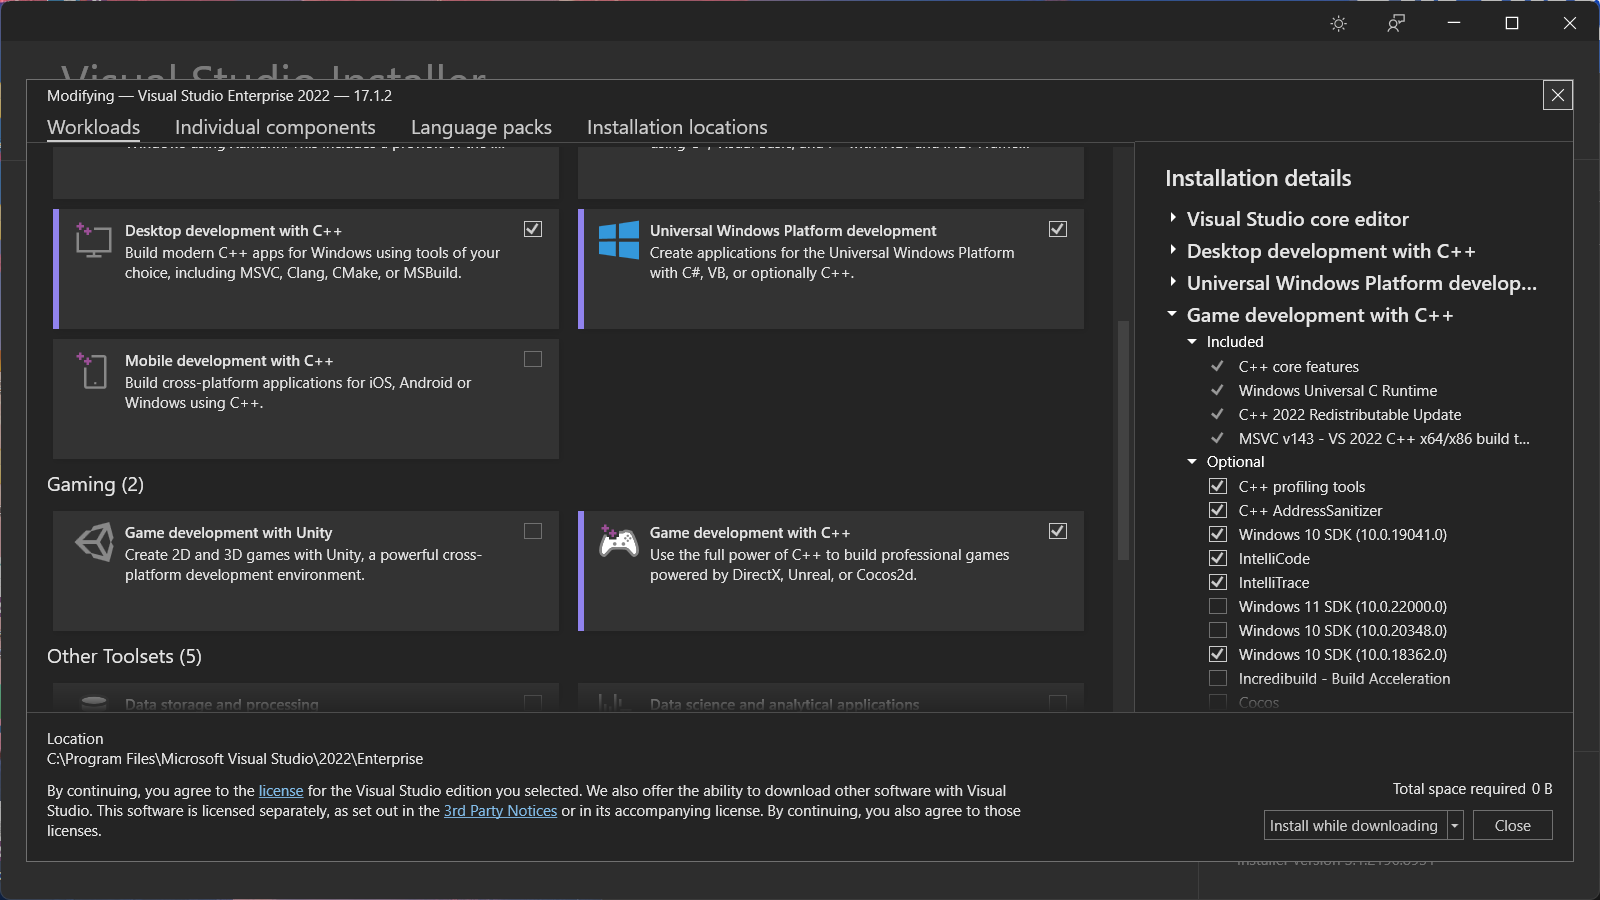 Visual Studio Installer
Modifying — Visual Studio Enterprise 2022 — 17.1.2
Workloads
Individual components
Language packs
Installation locations
Desktop development with C++
Build modern C++ apps for Windows using tools of your
choice, including MSVC, Clang, CMake, or MSBuild.
Universal Windows Platform development
Create applications for the Universal Windows Platform
with C#, VB, or optionally C++.
Mobile development with C++
Build cross-platform applications for iOS, Android or
Windows using C++.
Gaming (2)
Game development with Unity
Create 2D and 3D games with Unity, a powerful cross-
platform development environment.
Game development with C++
Use the full power of C++ to build professional games
powered by DirectX, Unreal, or Cocos2d.
Other Toolsets (5)
Data storage and processing
Data science and analytical applications
Installation details
Visual Studio core editor
Desktop development with C++
Universal Windows Platform develop...
Game development with C++
Included
C++ core features
Windows Universal C Runtime
C++ 2022 Redistributable Update
MSVC v143 - VS 2022 C++ x64/x86 build t...
Optional
C++ profiling tools
C++ AddressSanitizer
Windows 10 SDK (10.0.19041.0)
IntelliCode
IntelliTrace
Windows 11 SDK (10.0.22000.0)
Windows 10 SDK (10.0.20348.0)
Windows 10 SDK (10.0.18362.0)
Incredibuild - Build Acceleration
Cocos
Location
C:\Program Files\Microsoft Visual Studio\2022\Enterprise
By continuing, you agree to the license for the Visual Studio edition you selected. We also offer the ability to download other software with Visual
Studio. This software is licensed separately, as set out in the 3rd Party Notices or in its accompanying license. By continuing, you also agree to those
licenses.
Total space required 0 B
Install while downloading
Close